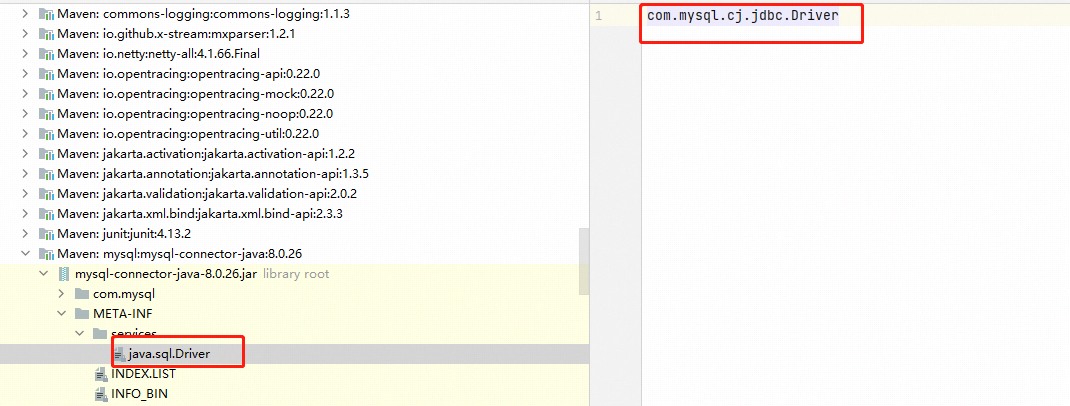 Maven: commons-logging:commons-logging:1.1.3
Maven: io.github.x-stream:mxparser:1.2.1
Maven: io.netty:netty-all:4.1.66.Final
Maven: io.opentracing:opentracing-api:0.22.0
Maven: io.opentracing:opentracing-mock:0.22.0
Maven: io.opentracing:opentracing-noop:0.22.0
Maven: io.opentracing:opentracing-util:0.22.0
Maven: jakarta.activation:jakarta.activation-api:1.2.2
Maven: jakarta.annotation:jakarta.annotation-api:1.3.5
Maven: jakarta.validation:jakarta.validation-api:2.0.2
Maven: jakarta.xml.bind:jakarta.xml.bind-api:2.3.3
Maven: junit:junit:4.13.2
Maven: mysql:mysql-connector-java:8.0.26
mysql-connector-java-8.0.26.jar library root
com.mysql
META-INF
services
java.sql.Driver
INDEX.LIST
INFO_BIN
1 com.mysql.cj.jdbc.Driver